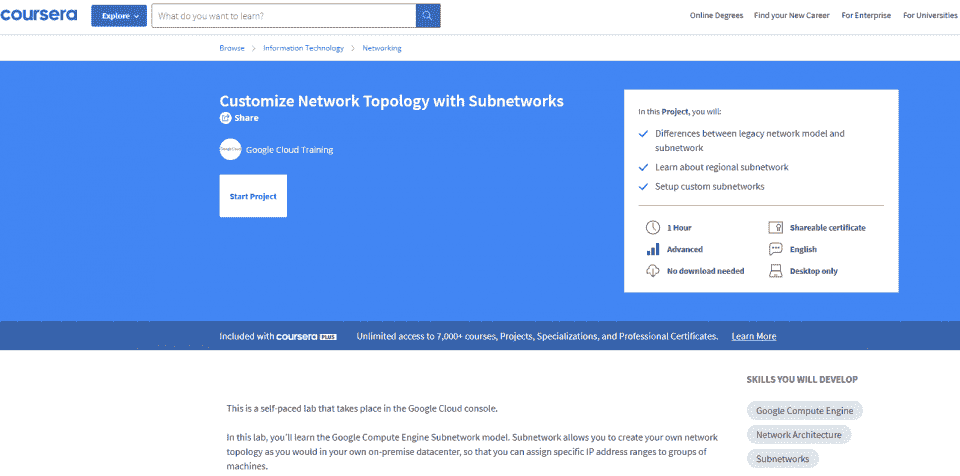 coursera
Explore
What do you want to learn?
Online Degrees
Find your New Career
For Enterprise
For Universities
Browse > Information Technology > Networking
Customize Network Topology with Subnetworks
Share
Google Cloud Google Cloud Training
Start Project
In this Project, you will:
Differences between legacy network model and
subnetwork
Learn about regional subnetwork
Setup custom subnetworks
1 Hour
Shareable certificate
Advanced
English
No download needed
Desktop only
Included with coursera PLUS
Unlimited access to 7,000+ courses, Projects, Specializations, and Professional Certificates.
Learn More
This is a self-paced lab that takes place in the Google Cloud console.
In this lab, you'll learn the Google Compute Engine Subnetwork model. Subnetwork allows you to create your own network
topology as you would in your own on-premise datacenter, so that you can assign specific IP address ranges to groups of
machines.
SKILLS YOU WILL DEVELOP
Google Compute Engine
Network Architecture
Subnetworks